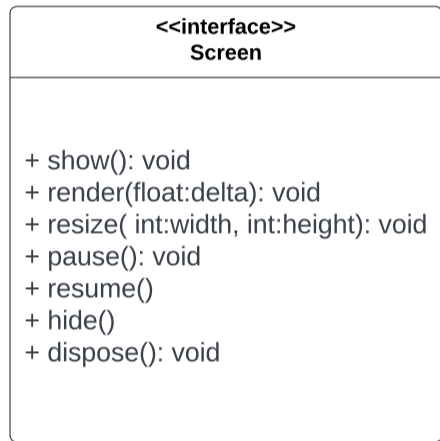 <<interface>>
Screen
+ show(): void
+ render(float:delta): void
+ resize( int:width, int:height): void
+ pause(): void
+ resume()
+ hide()
+ dispose(): void